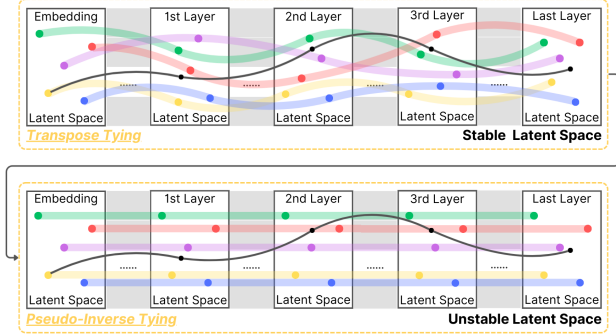 Embedding 1st Layer 2nd Layer 3rd Layer Last Layer
...... ...... ...... ......
Latent Space Latent Space Latent Space Latent Space Latent Space
Transpose Tying Stable Latent Space
Embedding 1st Layer 2nd Layer 3rd Layer Last Layer
...... ...... ...... ......
Latent Space Latent Space Latent Space Latent Space Latent Space
Pseudo-Inverse Tying Unstable Latent Space